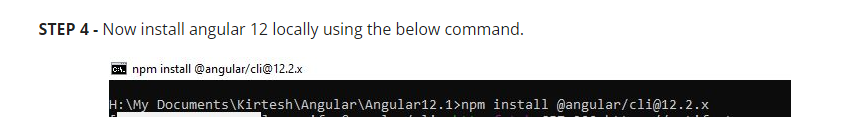 STEP 4 - Now install angular 12 locally using the below command.
C:\. npm install @angular/cli@12.2.x
H:\My Documents\Kirtesh\Angular\Angular12.1>npm install @angular/cli@12.2.x